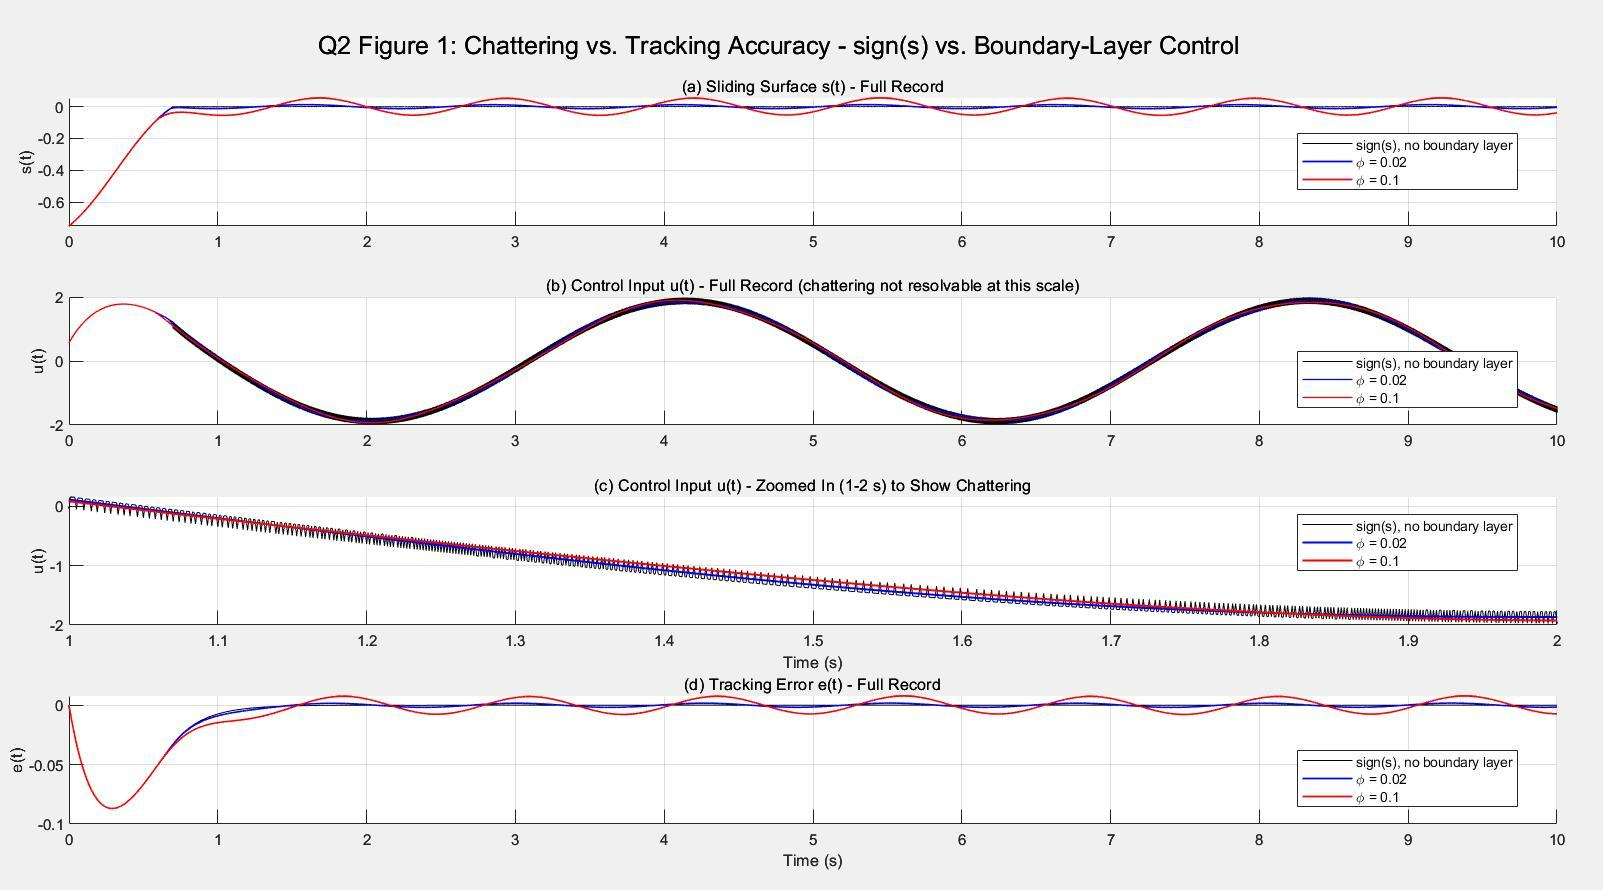 Q2 Figure 1: Chattering vs. Tracking Accuracy - sign(s) vs. Boundary-Layer Control
(a) Sliding Surface s(t) - Full Record
s(t)
0
-0.2
-0.4
-0.6
sign(s), no boundary layer
ϕ = 0.02
ϕ = 0.1
0 1 2 3 4 5 6 7 8 9 10
(b) Control Input u(t) - Full Record (chattering not resolvable at this scale)
u(t)
2
0
-2
sign(s), no boundary layer
ϕ = 0.02
ϕ = 0.1
0 1 2 3 4 5 6 7 8 9 10
(c) Control Input u(t) - Zoomed In (1-2 s) to Show Chattering
u(t)
0
-1
-2
sign(s), no boundary layer
ϕ = 0.02
ϕ = 0.1
1 1.1 1.2 1.3 1.4 1.5 1.6 1.7 1.8 1.9 2
Time (s)
(d) Tracking Error e(t) - Full Record
e(t)
0
-0.05
-0.1
sign(s), no boundary layer
ϕ = 0.02
ϕ = 0.1
0 1 2 3 4 5 6 7 8 9 10
Time (s)